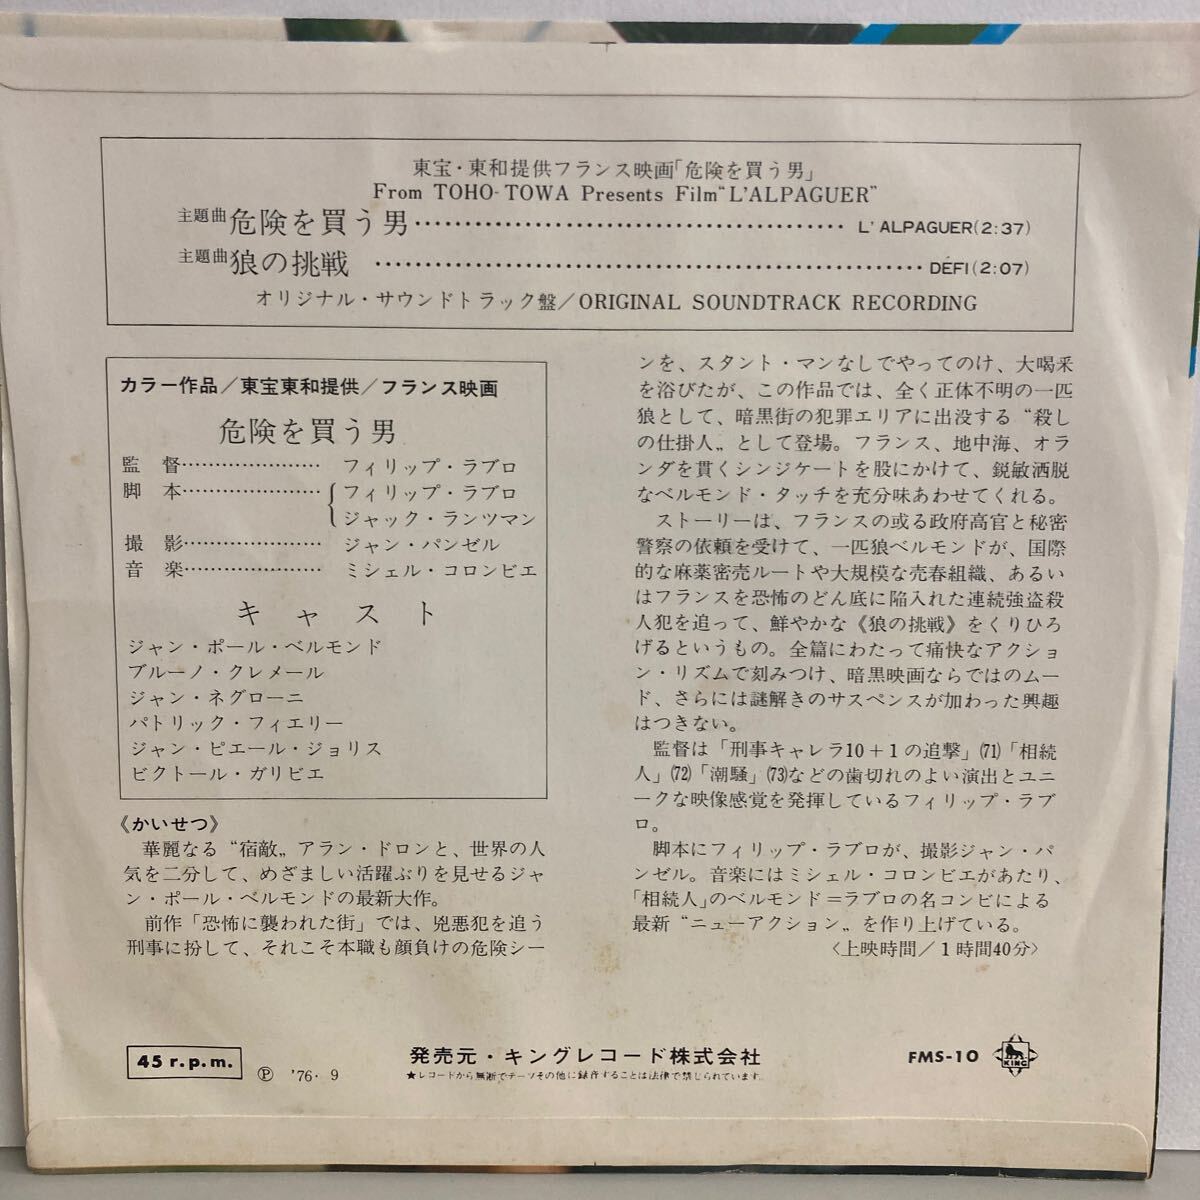 東宝・東和提供フランス映画「危険を買う男」
From TOHO-TOWA Presents Film“L'ALPAGUER”
主題曲 危険を買う男…………………………………… L'ALPAGUER(2:37)
主題曲 狼の挑戦 ……………………………………………… DÉFI(2:07)
オリジナル・サウンドトラック盤／ORIGINAL SOUNDTRACK RECORDING
カラー作品／東宝東和提供／フランス映画
危険を買う男
監　督………………… フィリップ・ラブロ
脚　本………………… フィリップ・ラブロ
ジャック・ランツマン
撮　影………………… ジャン・パンゼル
音　楽………………… ミシェル・コロンビエ
キャスト
ジャン・ポール・ベルモンド
ブルーノ・クレメール
ジャン・ネグローニ
パトリック・フィエリー
ジャン・ピエール・ジョリス
ビクトール・ガリビエ
《かいせつ》
華麗なる“宿敵〟アラン・ドロンと、世界の人
気を二分して、めざましい活躍ぶりを見せるジャ
ン・ポール・ベルモンドの最新大作。
前作「恐怖に襲われた街」では、兇悪犯を追う
刑事に扮して、それこそ本職も顔負けの危険シー
ンを、スタント・マンなしでやってのけ、大喝采
を浴びたが、この作品では、全く正体不明の一匹
狼として、暗黒街の犯罪エリアに出没する“殺し
の仕掛人〟として登場。フランス、地中海、オラ
ンダを貫くシンジケートを股にかけて、鋭敏洒脱
なベルモンド・タッチを充分味あわせてくれる。
ストーリーは、フランスの或る政府高官と秘密
警察の依頼を受けて、一匹狼ベルモンドが、国際
的な麻薬密売ルートや大規模な売春組織、あるい
はフランスを恐怖のどん底に陥入れた連続強盗殺
人犯を追って、鮮やかな《狼の挑戦》をくりひろ
げるというもの。全篇にわたって痛快なアクショ
ン・リズムで刻みつけ、暗黒映画ならではのムー
ド、さらには謎解きのサスペンスが加わった興趣
はつきない。
監督は「刑事キャレラ10＋1の追撃」(71)「相続
人」(72)「潮騒」(73)などの歯切れのよい演出とユニ
ークな映像感覚を発揮しているフィリップ・ラブ
ロ。
脚本にフィリップ・ラブロが、撮影ジャン・パ
ンゼル。音楽にはミシェル・コロンビエがあたり、
「相続人」のベルモンド＝ラブロの名コンビによる
最新“ニューアクション〟を作り上げている。
〈上映時間／1時間40分〉
45 r.p.m.
Ⓟ '76・9
発売元・キングレコード株式会社
★レコードから無断でテープその他に録音することは法律で禁じられています。
FMS-10
KING